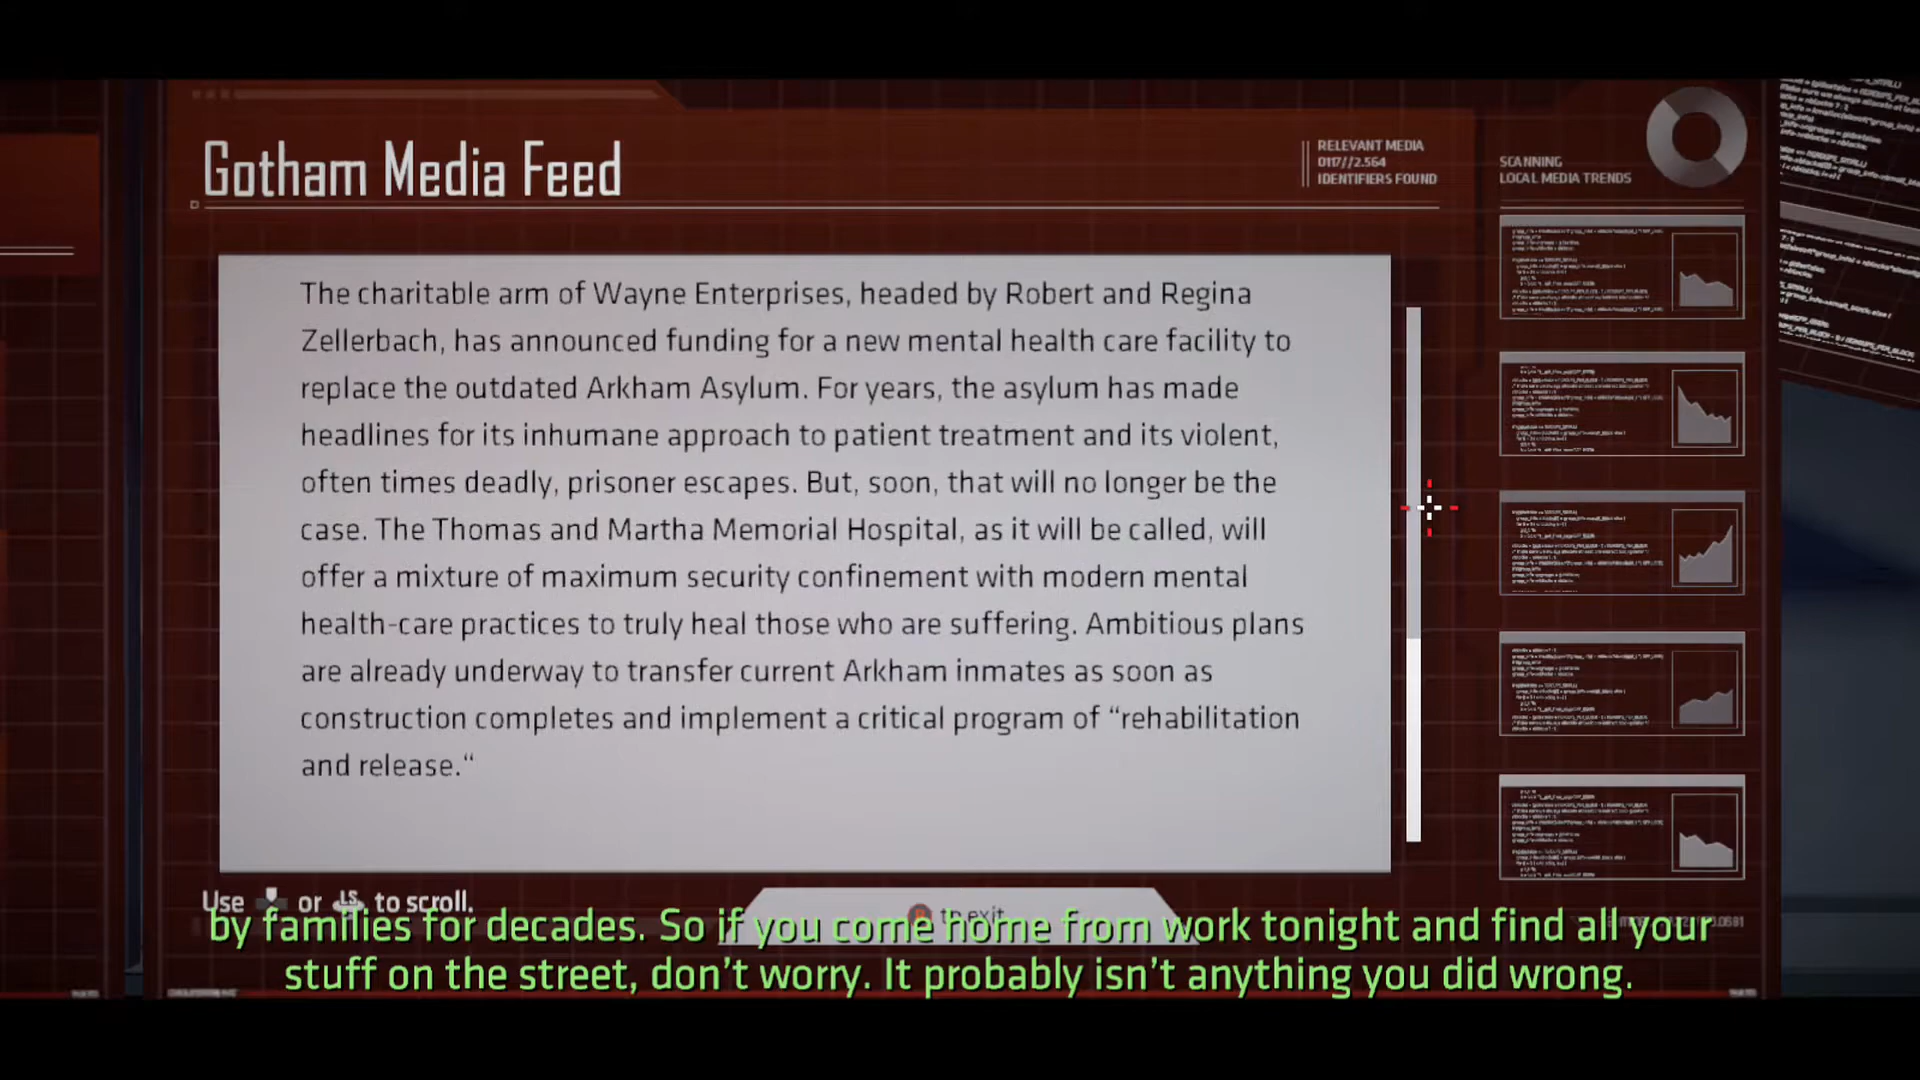 Gotham Media Feed
RELEVANT MEDIA
0117//2.564
IDENTIFIERS FOUND
SCANNING
LOCAL MEDIA TRENDS
The charitable arm of Wayne Enterprises, headed by Robert and Regina
Zellerbach, has announced funding for a new mental health care facility to
replace the outdated Arkham Asylum. For years, the asylum has made
headlines for its inhumane approach to patient treatment and its violent,
often times deadly, prisoner escapes. But, soon, that will no longer be the
case. The Thomas and Martha Memorial Hospital, as it will be called, will
offer a mixture of maximum security confinement with modern mental
health-care practices to truly heal those who are suffering. Ambitious plans
are already underway to transfer current Arkham inmates as soon as
construction completes and implement a critical program of “rehabilitation
and release.“
Use or LS to scroll.
B to exit
by families for decades. So if you come home from work tonight and find all your
stuff on the street, don't worry. It probably isn't anything you did wrong.